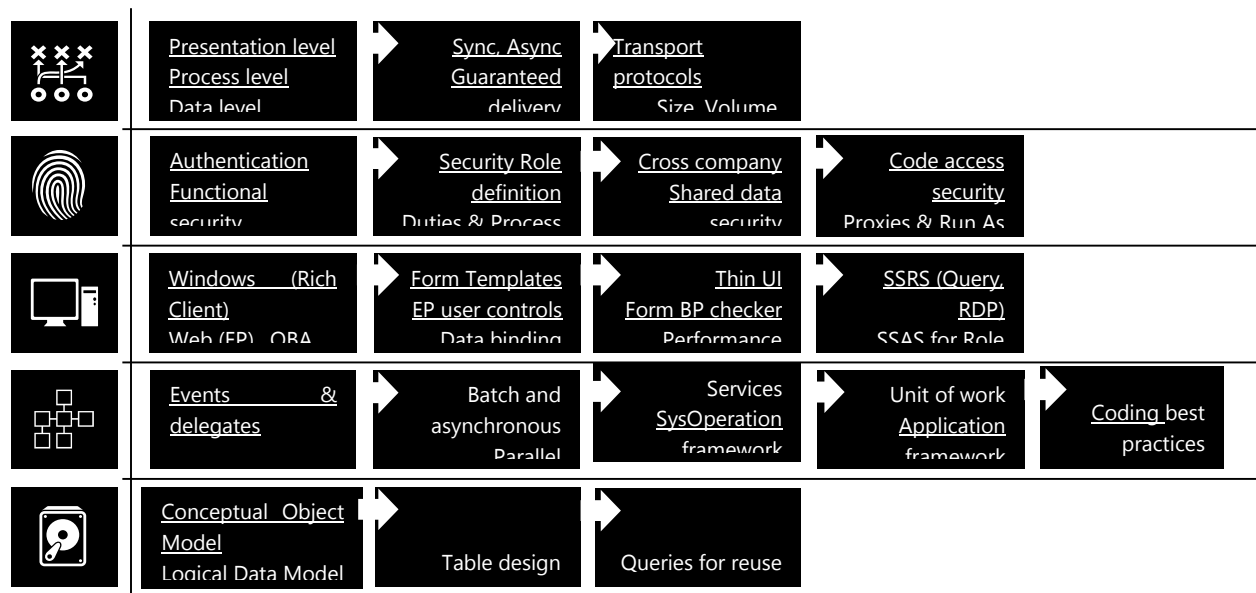 Presentation level
Process level
Data level
Sync, Async
Guaranteed
delivery
Transport
protocols
Size, Volume
Authentication
Functional
security
Security Role
definition
Duties & Process
Cross company
Shared data
security
Code access
security
Proxies & Run As
Windows (Rich
Client)
Web (EP), OBA
Form Templates
EP user controls
Data binding
Thin UI
Form BP checker
Performance
SSRS (Query,
RDP)
SSAS for Role
Events &
delegates
Batch and
asynchronous
Parallel
Services
SysOperation
framework
Unit of work
Application
framework
Coding best
practices
Conceptual Object
Model
Logical Data Model
Table design
Queries for reuse